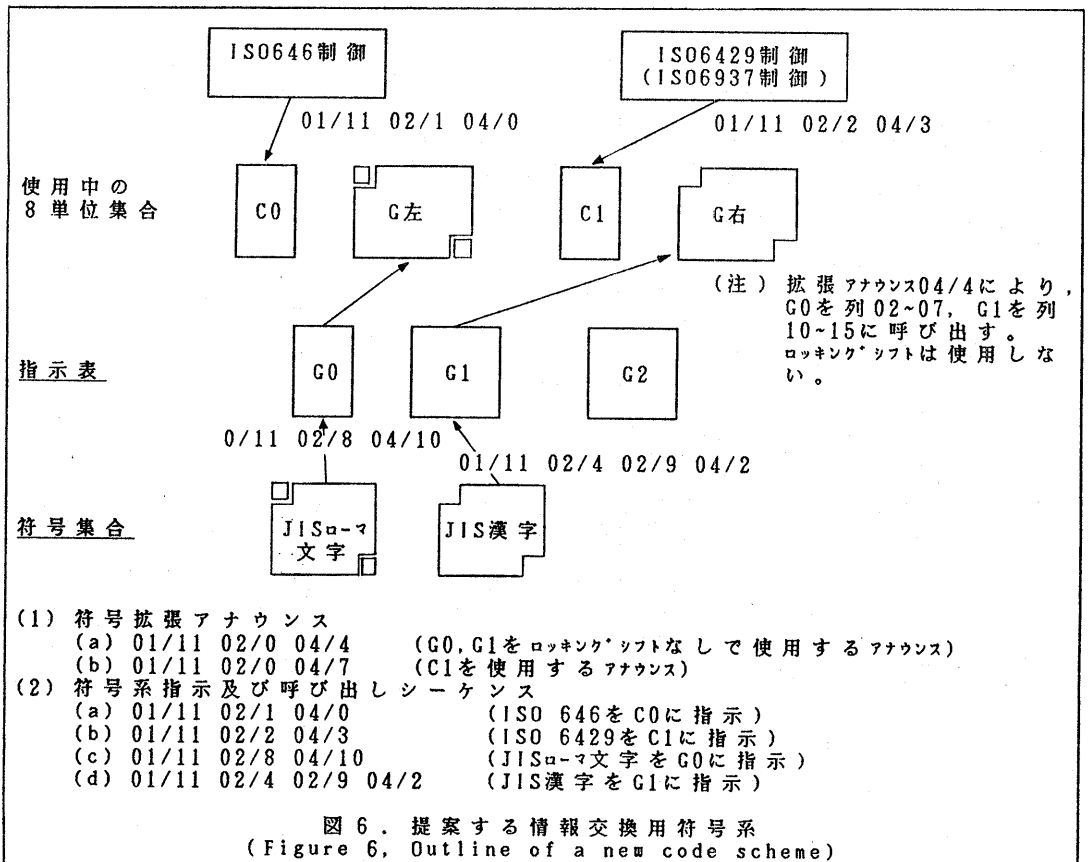 ISO646制御
ISO6429制御
(ISO6937制御)
01/11 02/1 04/0
01/11 02/2 04/3
使用中の
8単位集合
C0
G左
C1
G右
(注) 拡張アナウンス04/4により,
G0を列02~07, G1を列
10~15に呼び出す。
ロッキングシフトは使用しな
い。
指示表
G0
G1
G2
0/11 02/8 04/10
01/11 02/4 02/9 04/2
符号集合
JISローマ
文字
JIS漢字
(1) 符号拡張アナウンス
(a) 01/11 02/0 04/4 (G0,G1をロッキングシフトなしで使用するアナウンス)
(b) 01/11 02/0 04/7 (C1を使用するアナウンス)
(2) 符号系指示及び呼び出しシーケンス
(a) 01/11 02/1 04/0 (ISO 646をC0に指示)
(b) 01/11 02/2 04/3 (ISO 6429をC1に指示)
(c) 01/11 02/8 04/10 (JISローマ文字をG0に指示)
(d) 01/11 02/4 02/9 04/2 (JIS漢字をG1に指示)
図6. 提案する情報交換用符号系
(Figure 6, Outline of a new code scheme)